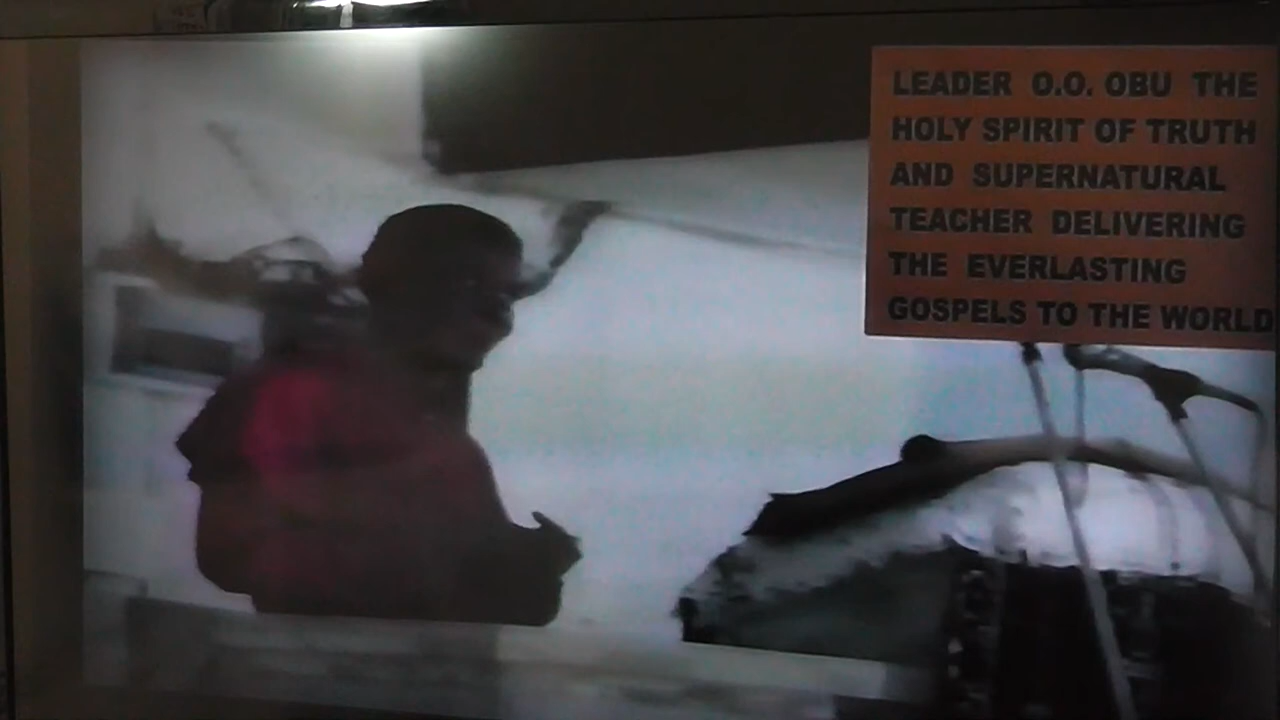 LEADER O.O. OBU THE
HOLY SPIRIT OF TRUTH
AND SUPERNATURAL
TEACHER DELIVERING
THE EVERLASTING
GOSPELS TO THE WORLD